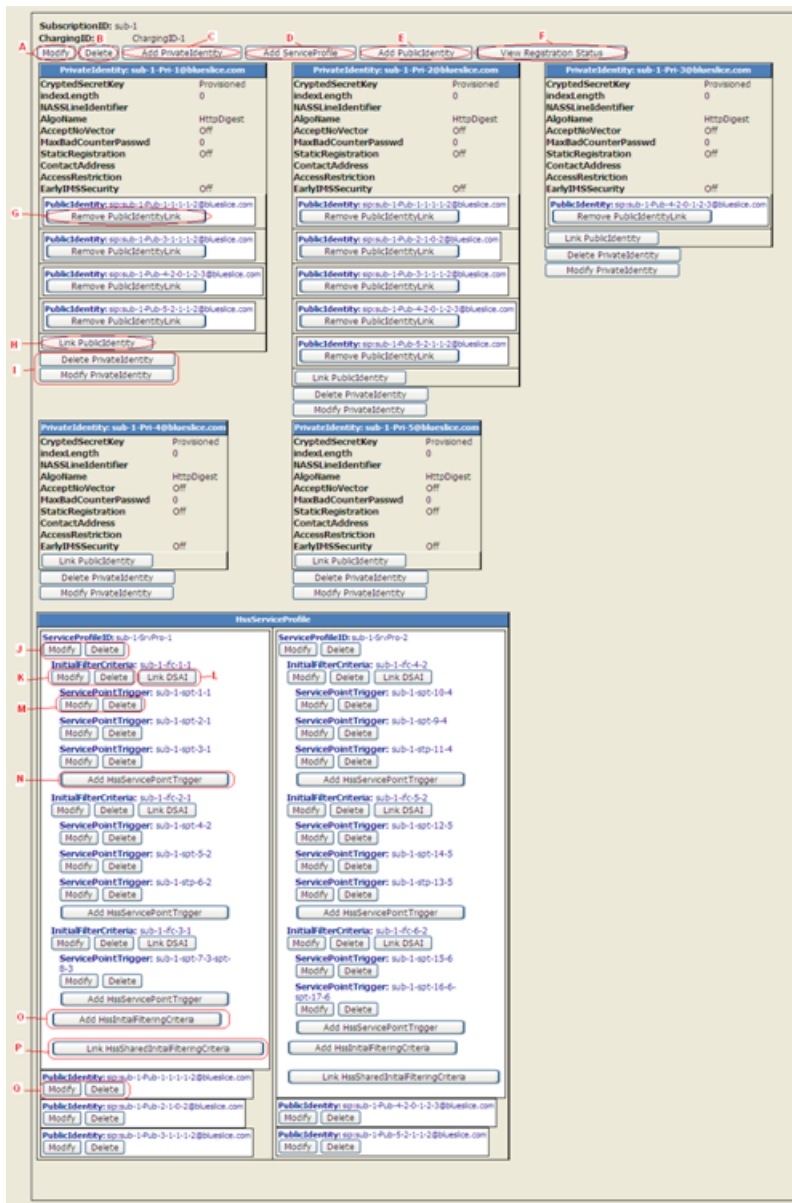 SubscriptionID: sub-1
ChargingID: ChargingID-1
A B C D E F
Modify Delete Add PrivateIdentity Add ServiceProfile Add PublicIdentity View Registration Status
PrivateIdentity: sub-1-Pri-1@blueslice.com
CryptedSecretKey Provisioned
indexLength 0
NASSLineIdentifier
AlgoName HttpDigest
AcceptNoVector Off
MaxBadCounterPasswd 0
StaticRegistration Off
ContactAddress
AccessRestriction
EarlyIMSSecurity Off
PublicIdentity: sip:sub-1-Pub-1-1-1-1-2@blueslice.com
G Remove PublicIdentityLink
PublicIdentity: sip:sub-1-Pub-3-1-1-1-2@blueslice.com
Remove PublicIdentityLink
PublicIdentity: sip:sub-1-Pub-4-2-0-1-2-3@blueslice.com
Remove PublicIdentityLink
PublicIdentity: sip:sub-1-Pub-5-2-1-1-2@blueslice.com
Remove PublicIdentityLink
H Link PublicIdentity
I Delete PrivateIdentity
Modify PrivateIdentity
PrivateIdentity: sub-1-Pri-2@blueslice.com
CryptedSecretKey Provisioned
indexLength 0
NASSLineIdentifier
AlgoName HttpDigest
AcceptNoVector Off
MaxBadCounterPasswd 0
StaticRegistration Off
ContactAddress
AccessRestriction
EarlyIMSSecurity Off
PublicIdentity: sip:sub-1-Pub-1-1-1-1-2@blueslice.com
Remove PublicIdentityLink
PublicIdentity: sip:sub-1-Pub-2-1-0-2@blueslice.com
Remove PublicIdentityLink
PublicIdentity: sip:sub-1-Pub-3-1-1-1-2@blueslice.com
Remove PublicIdentityLink
PublicIdentity: sip:sub-1-Pub-4-2-0-1-2-3@blueslice.com
Remove PublicIdentityLink
PublicIdentity: sip:sub-1-Pub-5-2-1-1-2@blueslice.com
Remove PublicIdentityLink
Link PublicIdentity
Delete PrivateIdentity
Modify PrivateIdentity
PrivateIdentity: sub-1-Pri-3@blueslice.com
CryptedSecretKey Provisioned
indexLength 0
NASSLineIdentifier
AlgoName HttpDigest
AcceptNoVector Off
MaxBadCounterPasswd 0
StaticRegistration Off
ContactAddress
AccessRestriction
EarlyIMSSecurity Off
PublicIdentity: sip:sub-1-Pub-4-2-0-1-2-3@blueslice.com
Remove PublicIdentityLink
Link PublicIdentity
Delete PrivateIdentity
Modify PrivateIdentity
PrivateIdentity: sub-1-Pri-4@blueslice.com
CryptedSecretKey Provisioned
indexLength 0
NASSLineIdentifier
AlgoName HttpDigest
AcceptNoVector Off
MaxBadCounterPasswd 0
StaticRegistration Off
ContactAddress
AccessRestriction
EarlyIMSSecurity Off
Link PublicIdentity
Delete PrivateIdentity
Modify PrivateIdentity
PrivateIdentity: sub-1-Pri-5@blueslice.com
CryptedSecretKey Provisioned
indexLength 0
NASSLineIdentifier
AlgoName HttpDigest
AcceptNoVector Off
MaxBadCounterPasswd 0
StaticRegistration Off
ContactAddress
AccessRestriction
EarlyIMSSecurity Off
Link PublicIdentity
Delete PrivateIdentity
Modify PrivateIdentity
HssServiceProfile
ServiceProfileID: sub-1-SrvPro-1
J Modify Delete
InitialFilterCriteria: sub-1-ifc-1-1
K Modify Delete Link DSAI L
ServicePointTrigger: sub-1-spt-1-1
M Modify Delete
ServicePointTrigger: sub-1-spt-2-1
Modify Delete
ServicePointTrigger: sub-1-spt-3-1
Modify Delete
N Add HssServicePointTrigger
InitialFilterCriteria: sub-1-ifc-2-1
Modify Delete Link DSAI
ServicePointTrigger: sub-1-spt-4-2
Modify Delete
ServicePointTrigger: sub-1-spt-5-2
Modify Delete
ServicePointTrigger: sub-1-stp-6-2
Modify Delete
Add HssServicePointTrigger
InitialFilterCriteria: sub-1-ifc-3-1
Modify Delete Link DSAI
ServicePointTrigger: sub-1-spt-7-3-spt-
8-3
Modify Delete
Add HssServicePointTrigger
O Add HssInitialFilteringCritera
P Link HssSharedInitialFilteringCritera
PublicIdentity: sip:sub-1-Pub-1-1-1-1-2@blueslice.com
Q Modify Delete
PublicIdentity: sip:sub-1-Pub-2-1-0-2@blueslice.com
Modify Delete
PublicIdentity: sip:sub-1-Pub-3-1-1-1-2@blueslice.com
Modify Delete
ServiceProfileID: sub-1-SrvPro-2
Modify Delete
InitialFilterCriteria: sub-1-ifc-4-2
Modify Delete Link DSAI
ServicePointTrigger: sub-1-spt-10-4
Modify Delete
ServicePointTrigger: sub-1-spt-9-4
Modify Delete
ServicePointTrigger: sub-1-stp-11-4
Modify Delete
Add HssServicePointTrigger
InitialFilterCriteria: sub-1-ifc-5-2
Modify Delete Link DSAI
ServicePointTrigger: sub-1-spt-12-5
Modify Delete
ServicePointTrigger: sub-1-spt-14-5
Modify Delete
ServicePointTrigger: sub-1-stp-13-5
Modify Delete
Add HssServicePointTrigger
InitialFilterCriteria: sub-1-ifc-6-2
Modify Delete Link DSAI
ServicePointTrigger: sub-1-spt-15-6
Modify Delete
ServicePointTrigger: sub-1-spt-16-6-
spt-17-6
Modify Delete
Add HssServicePointTrigger
Add HssInitialFilteringCritera
Link HssSharedInitialFilteringCritera
PublicIdentity: sip:sub-1-Pub-4-2-0-1-2-3@blueslice.com
Modify Delete
PublicIdentity: sip:sub-1-Pub-5-2-1-1-2@blueslice.com
Modify Delete